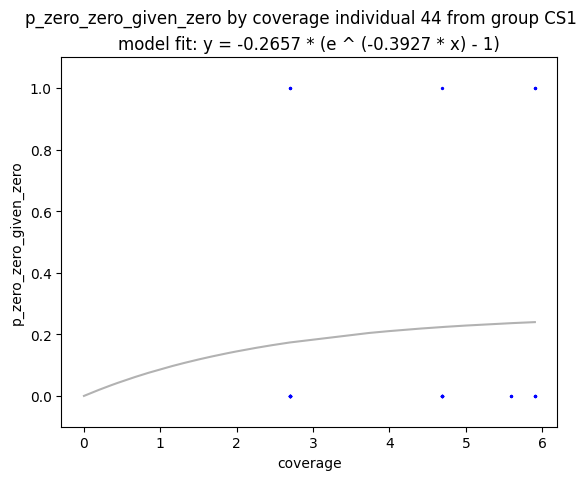 p_zero_zero_given_zero by coverage individual 44 from group CS1
model fit: y = -0.2657 * (e ^ (-0.3927 * x) - 1)
1.0
0.8
0.6
0.4
0.2
0.0
p_zero_zero_given_zero
0 1 2 3 4 5 6
coverage